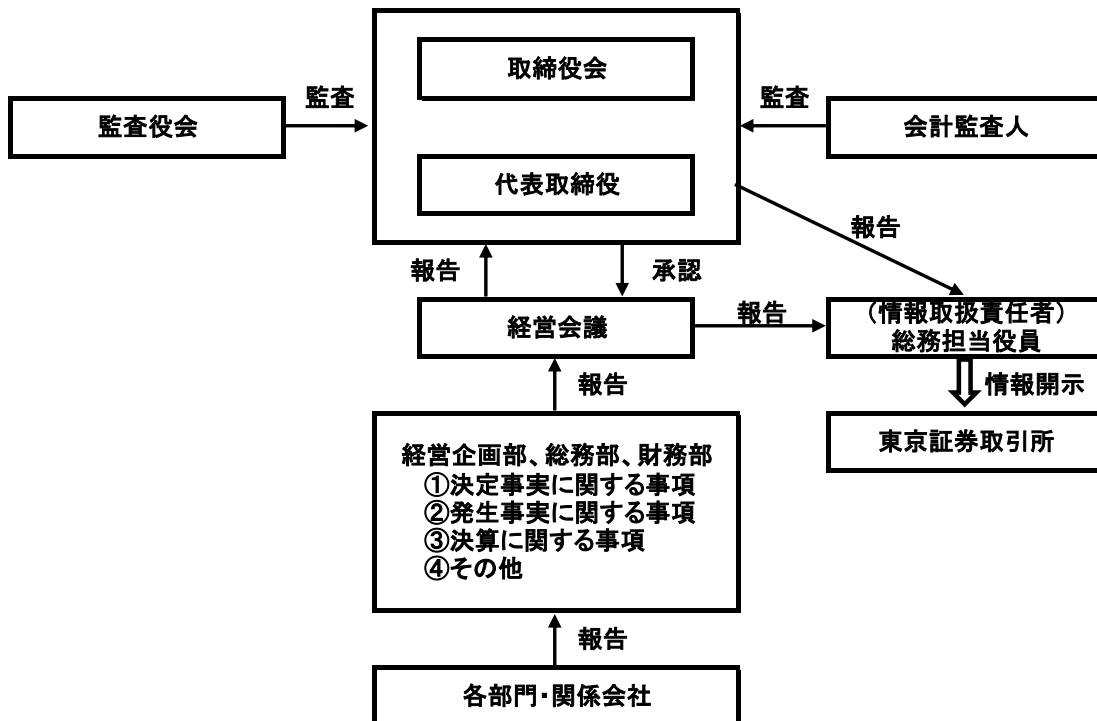 取締役会
監査
監査
監査役会
会計監査人
代表取締役
報告
報告
承認
経営会議
報告
（情報取扱責任者）
総務担当役員
報告
情報開示
東京証券取引所
経営企画部、総務部、財務部
①決定事実に関する事項
②発生事実に関する事項
③決算に関する事項
④その他
報告
各部門・関係会社